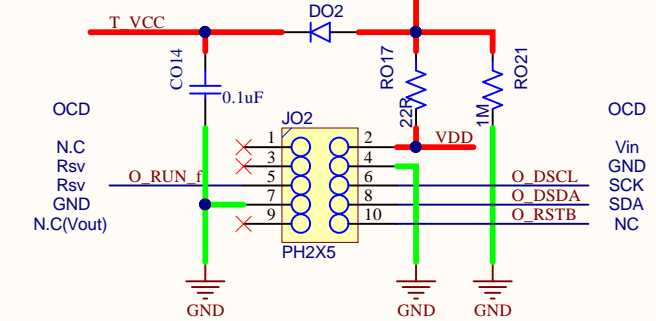 DO2
T_VCC
CO14
0.1uF
RO17
22R
RO21
1M
OCD
JO2
OCD
N.C
1
2
VDD
Vin
Rsv
3
4
GND
Rsv
O_RUN_f
5
6
O_DSCL
SCK
GND
7
8
O_DSDA
SDA
N.C(Vout)
9
10
O_RSTB
NC
PH2X5
GND
GND
GND